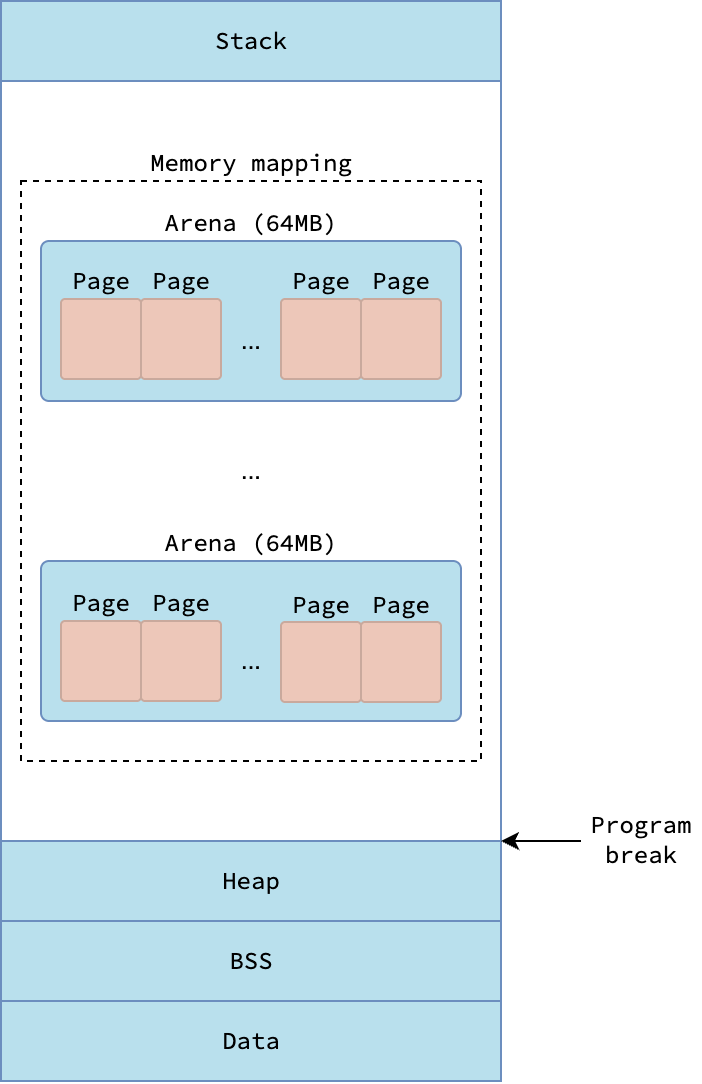 Stack
Memory mapping
Arena (64MB)
Page Page Page Page
...
...
Arena (64MB)
Page Page Page Page
...
Program
break
Heap
BSS
Data